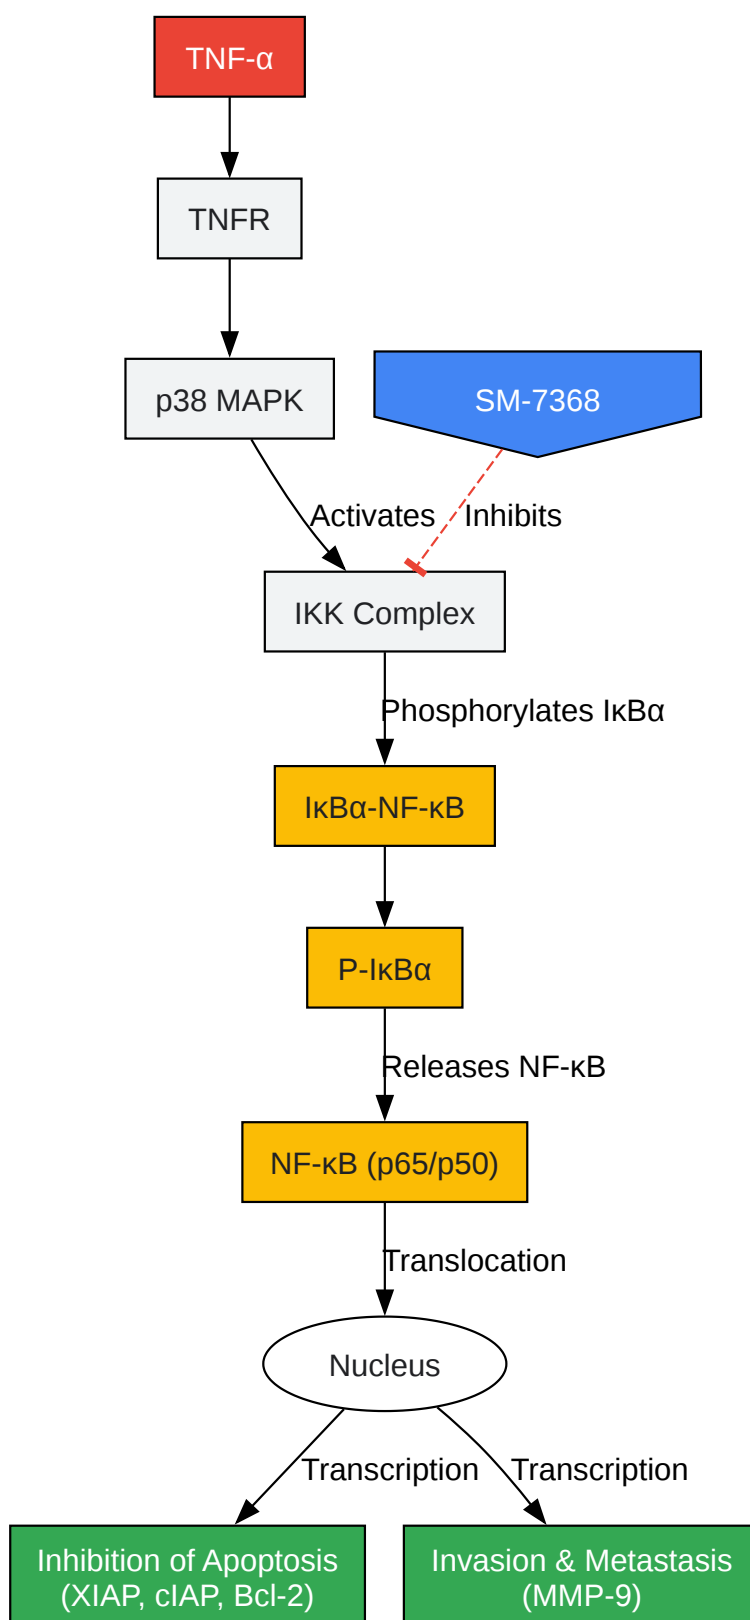 TNF-α
TNFR
p38 MAPK
SM-7368
Activates
Inhibits
IKK Complex
Phosphorylates IκBα
IκBα-NF-κB
P-IκBα
Releases NF-κB
NF-κB (p65/p50)
Translocation
Nucleus
Transcription
Transcription
Inhibition of Apoptosis
(XIAP, cIAP, Bcl-2)
Invasion & Metastasis
(MMP-9)